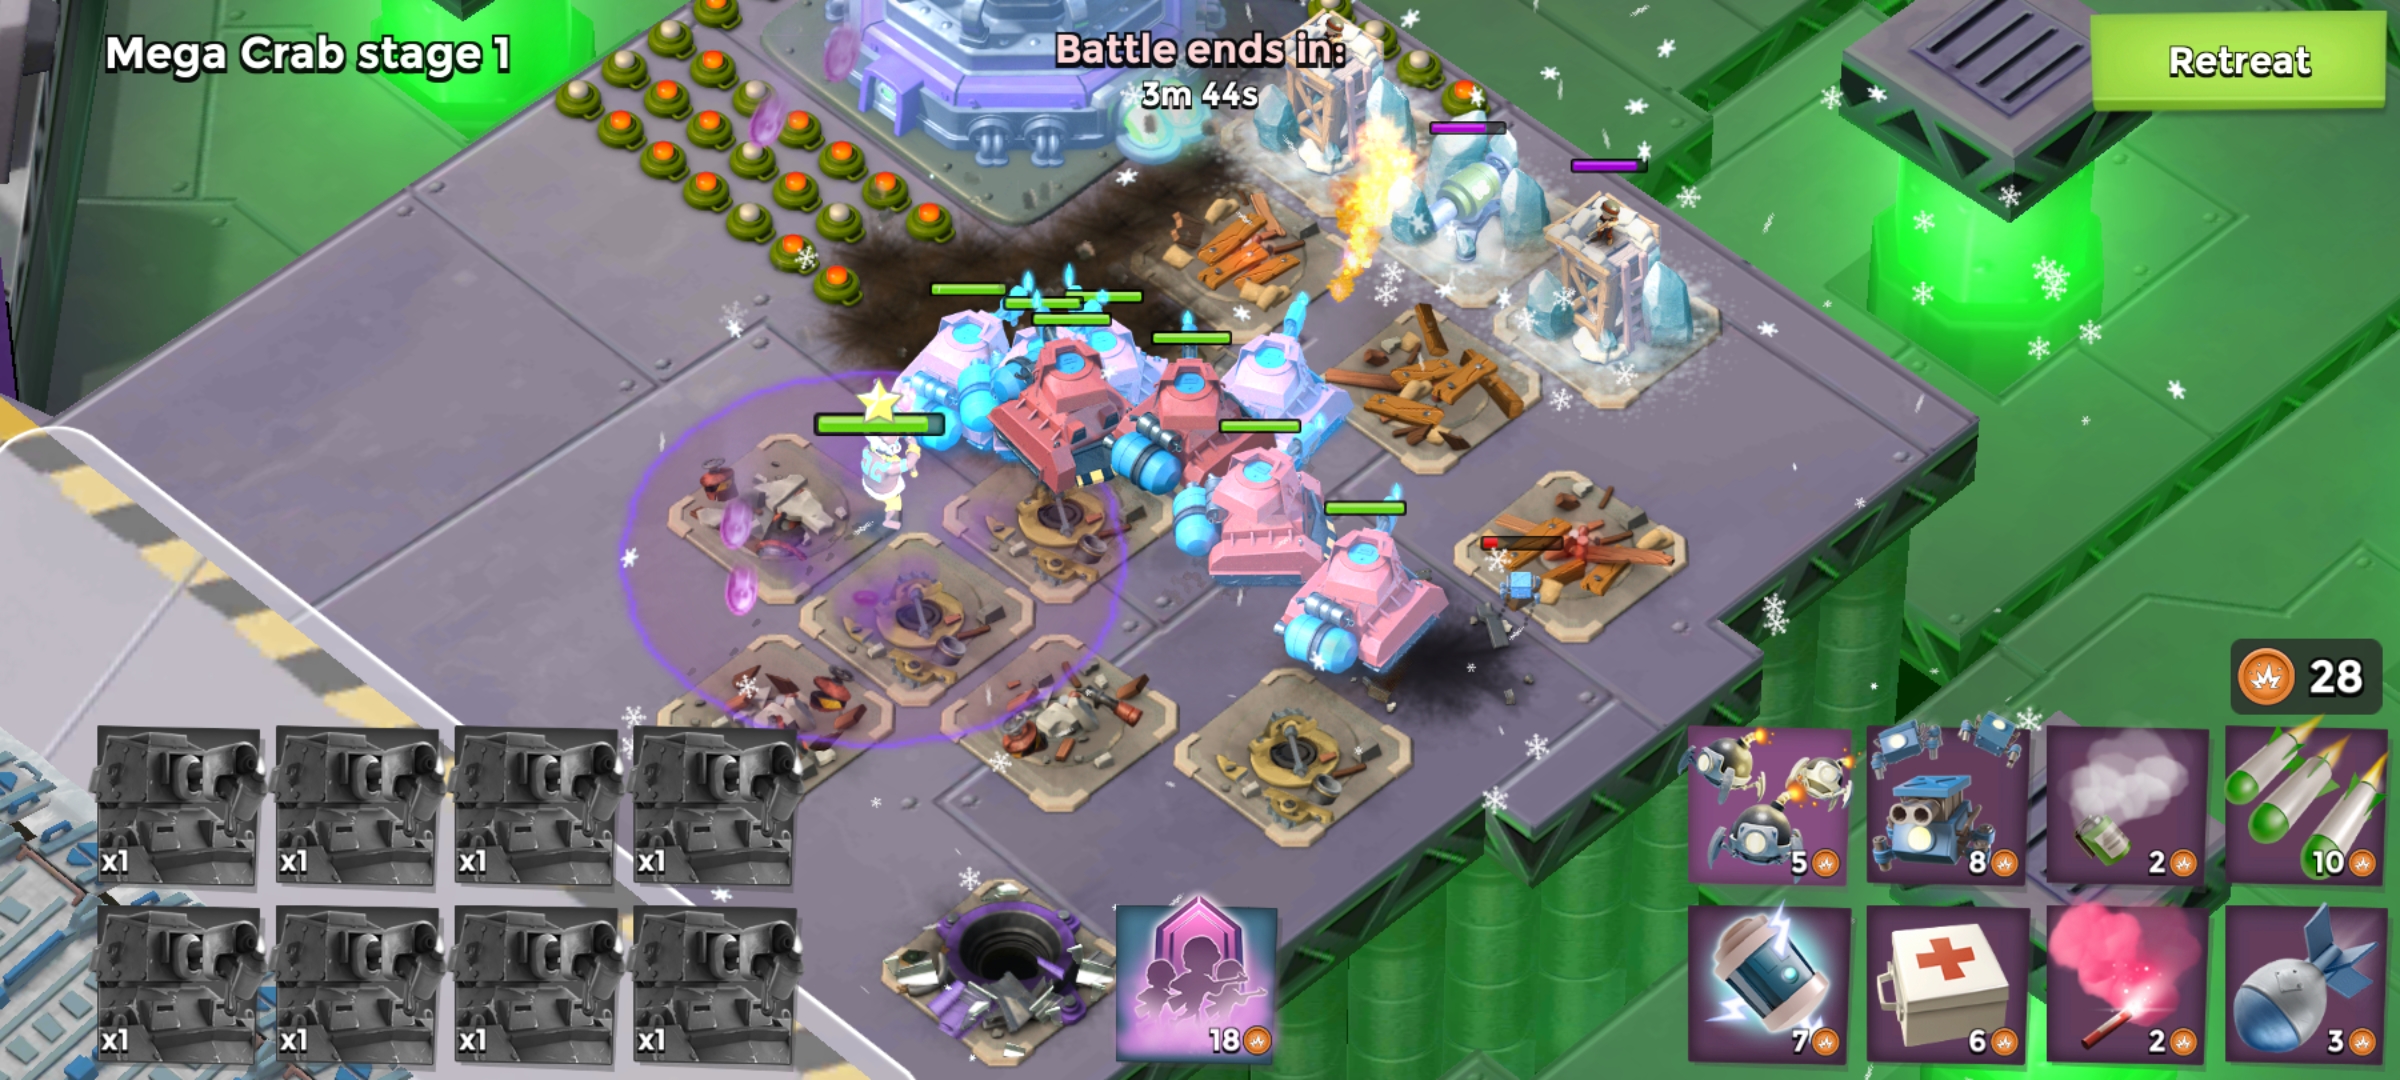 Mega Crab stage 1
Battle ends in:
3m 44s
Retreat
28
x1
x1
x1
x1
5
8
2
10
x1
x1
x1
x1
18
7
6
2
3